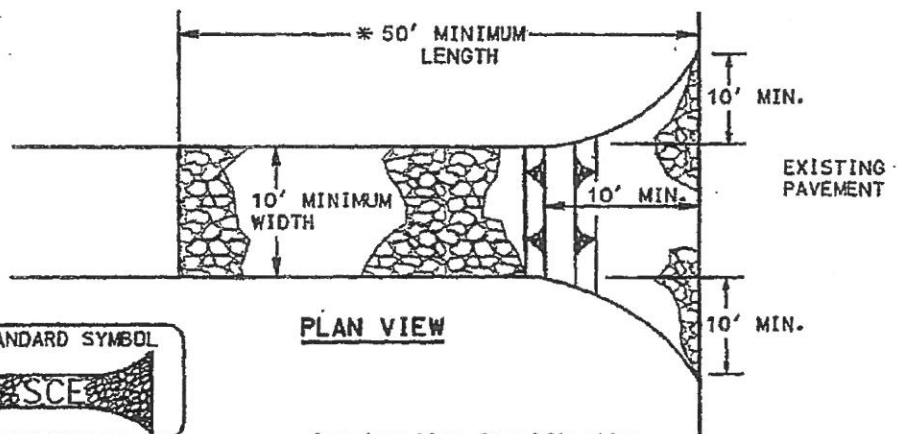 * 50' MINIMUM
LENGTH
10' MIN.
EXISTING
PAVEMENT
10' MINIMUM
WIDTH
10' MIN.
10' MIN.
PLAN VIEW
ANDARD SYMBOL
SCE